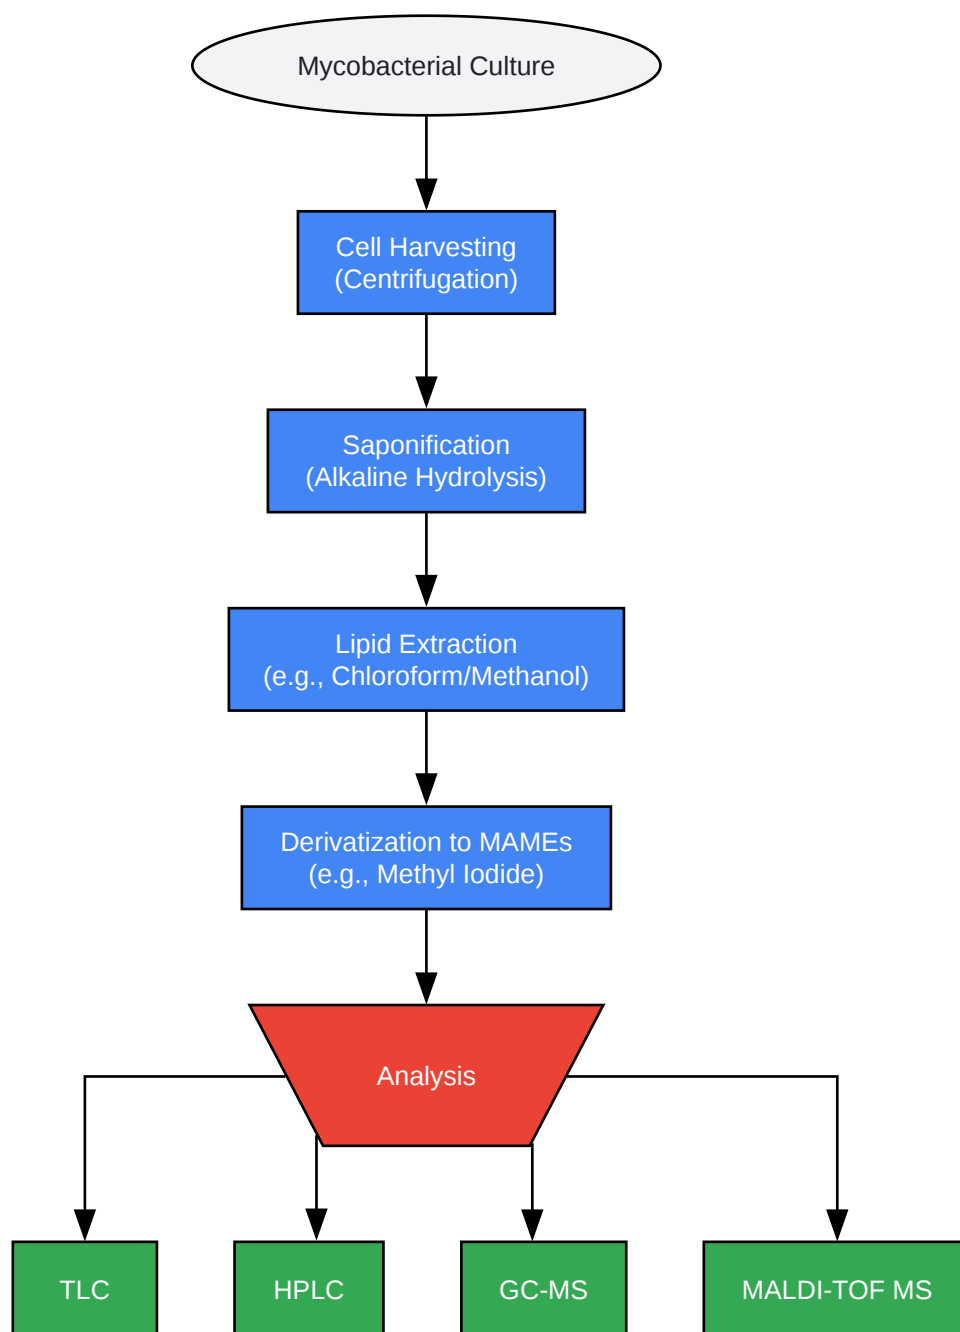 Mycobacterial Culture
Cell Harvesting
(Centrifugation)
Saponification
(Alkaline Hydrolysis)
Lipid Extraction
(e.g., Chloroform/Methanol)
Derivatization to MAMEs
(e.g., Methyl Iodide)
Analysis
TLC
HPLC
GC-MS
MALDI-TOF MS